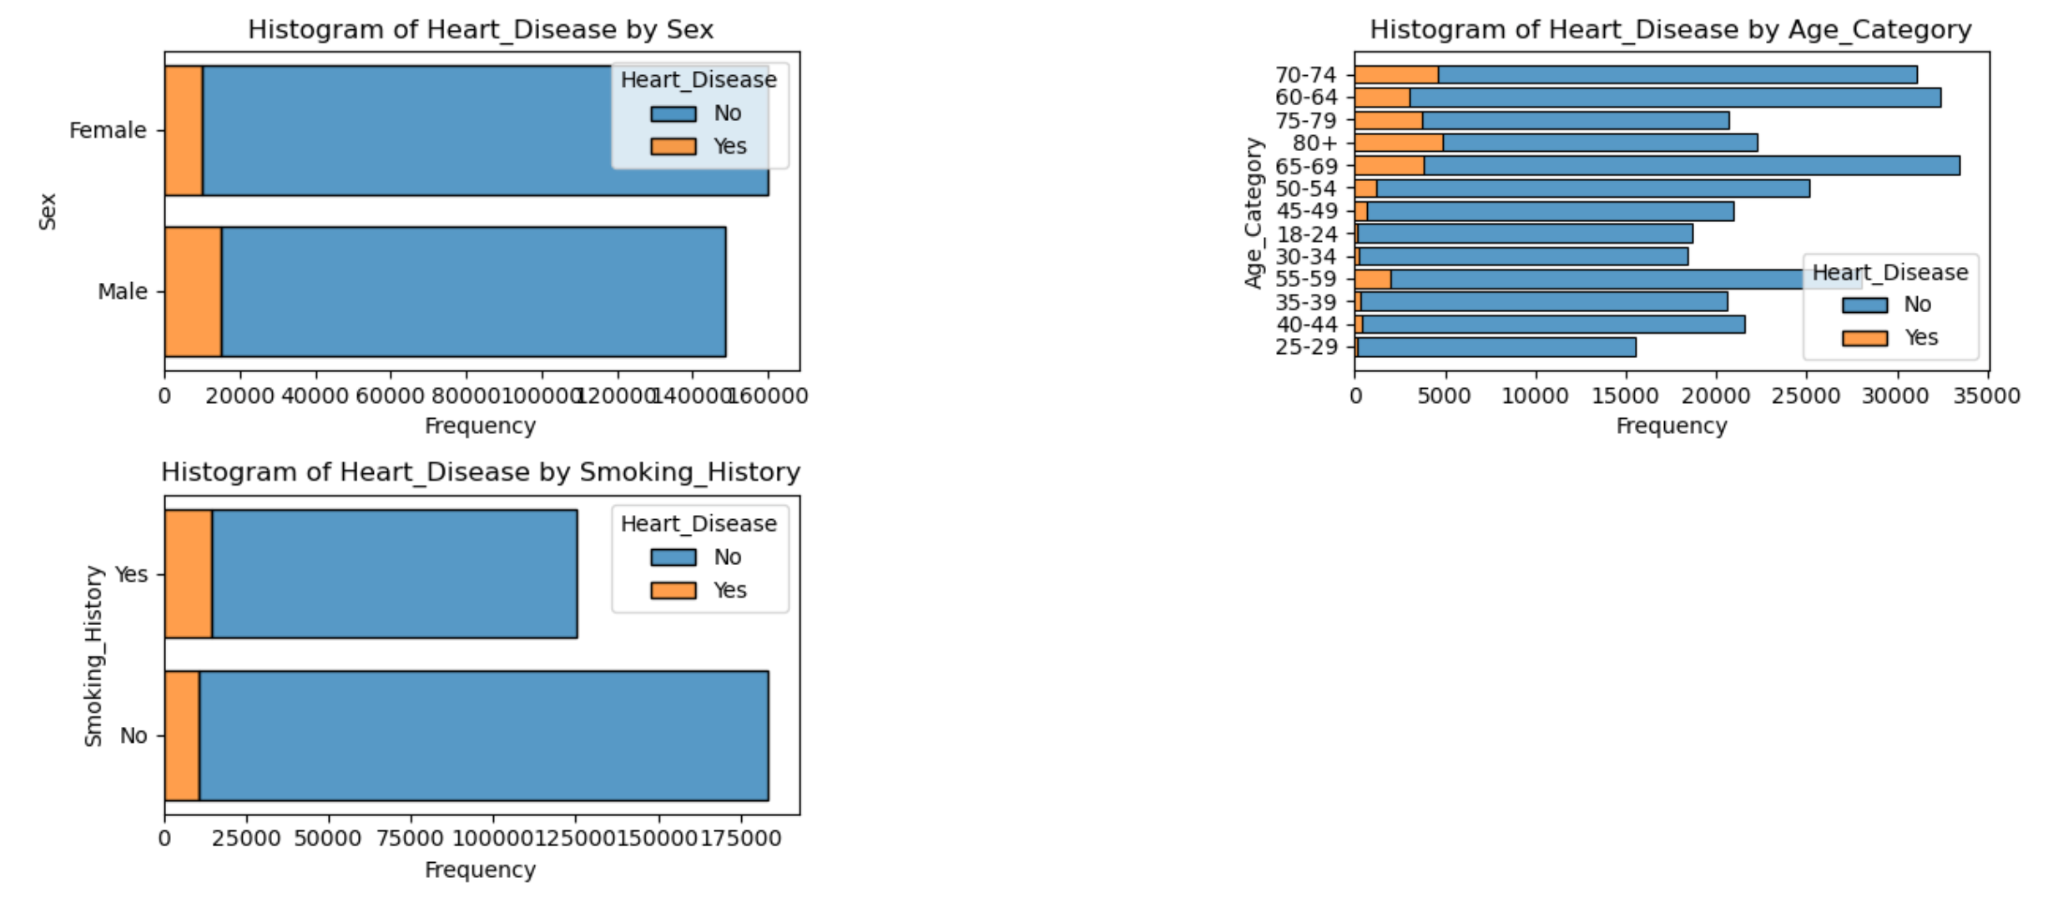 Histogram of Heart_Disease by Sex
Heart_Disease
No
Yes
Sex
Female
Male
0 20000 40000 60000 80000 100000 120000 140000 160000
Frequency
Histogram of Heart_Disease by Age_Category
Age_Category
70-74
60-64
75-79
80+
65-69
50-54
45-49
18-24
30-34
55-59
35-39
40-44
25-29
Heart_Disease
No
Yes
0 5000 10000 15000 20000 25000 30000 35000
Frequency
Histogram of Heart_Disease by Smoking_History
Heart_Disease
No
Yes
Smoking_History
Yes
No
0 25000 50000 75000 100000 125000 150000 175000
Frequency